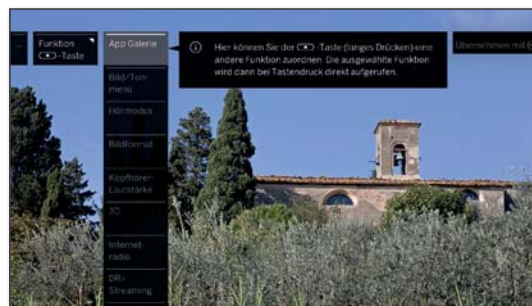 Funktion
-Taste
App Galerie
Hier können Sie der -Taste (langes Drücken) eine
andere Funktion zuordnen. Die ausgewählte Funktion
wird dann bei Tastendruck direkt aufgerufen.
Übernehmen mit
Bild/Ton-
menü
Hörmodus
Bildformat
Kopfhörer-
Lautstärke
3D
Internet-
radio
DR+
Streaming